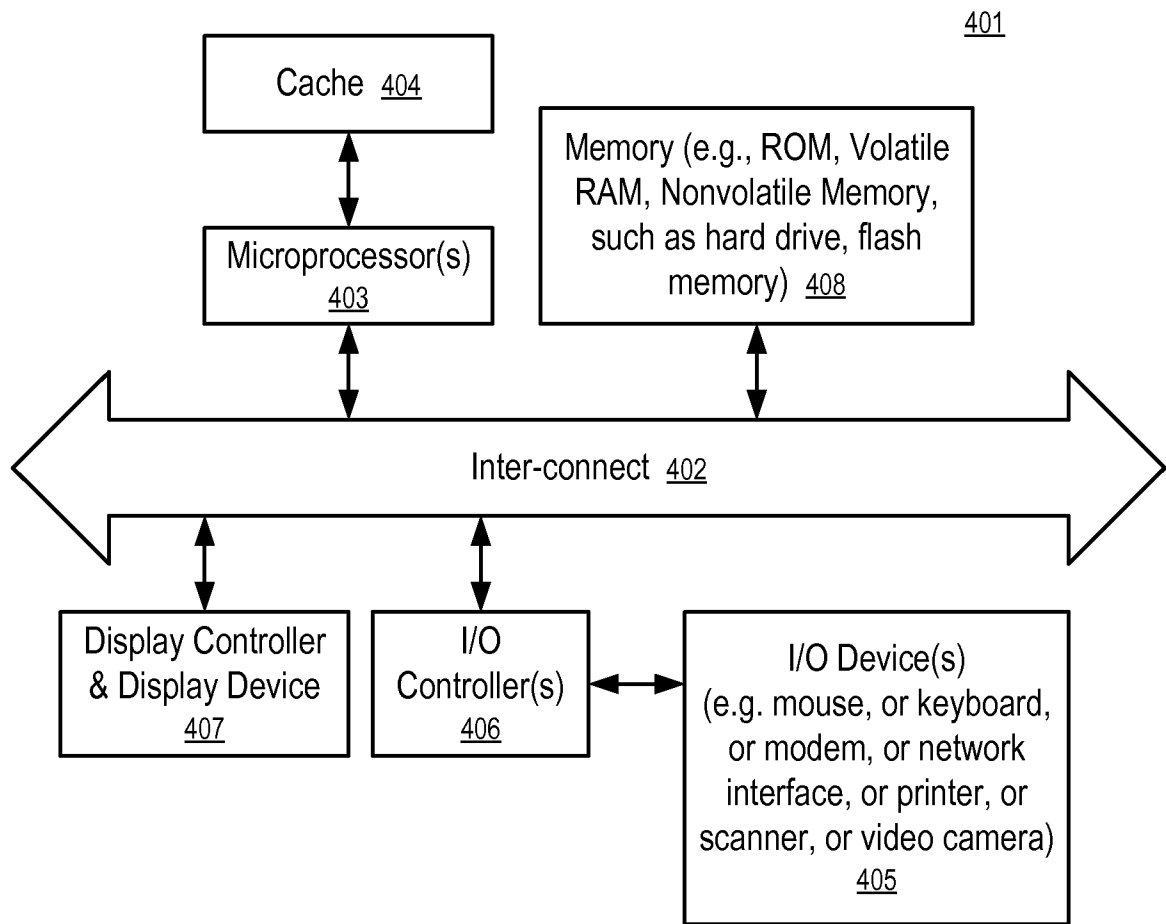 401
Cache 404
Memory (e.g., ROM, Volatile
RAM, Nonvolatile Memory,
such as hard drive, flash
memory) 408
Microprocessor(s)
403
Inter-connect 402
Display Controller
& Display Device
407
I/O
Controller(s)
406
I/O Device(s)
(e.g. mouse, or keyboard,
or modem, or network
interface, or printer, or
scanner, or video camera)
405